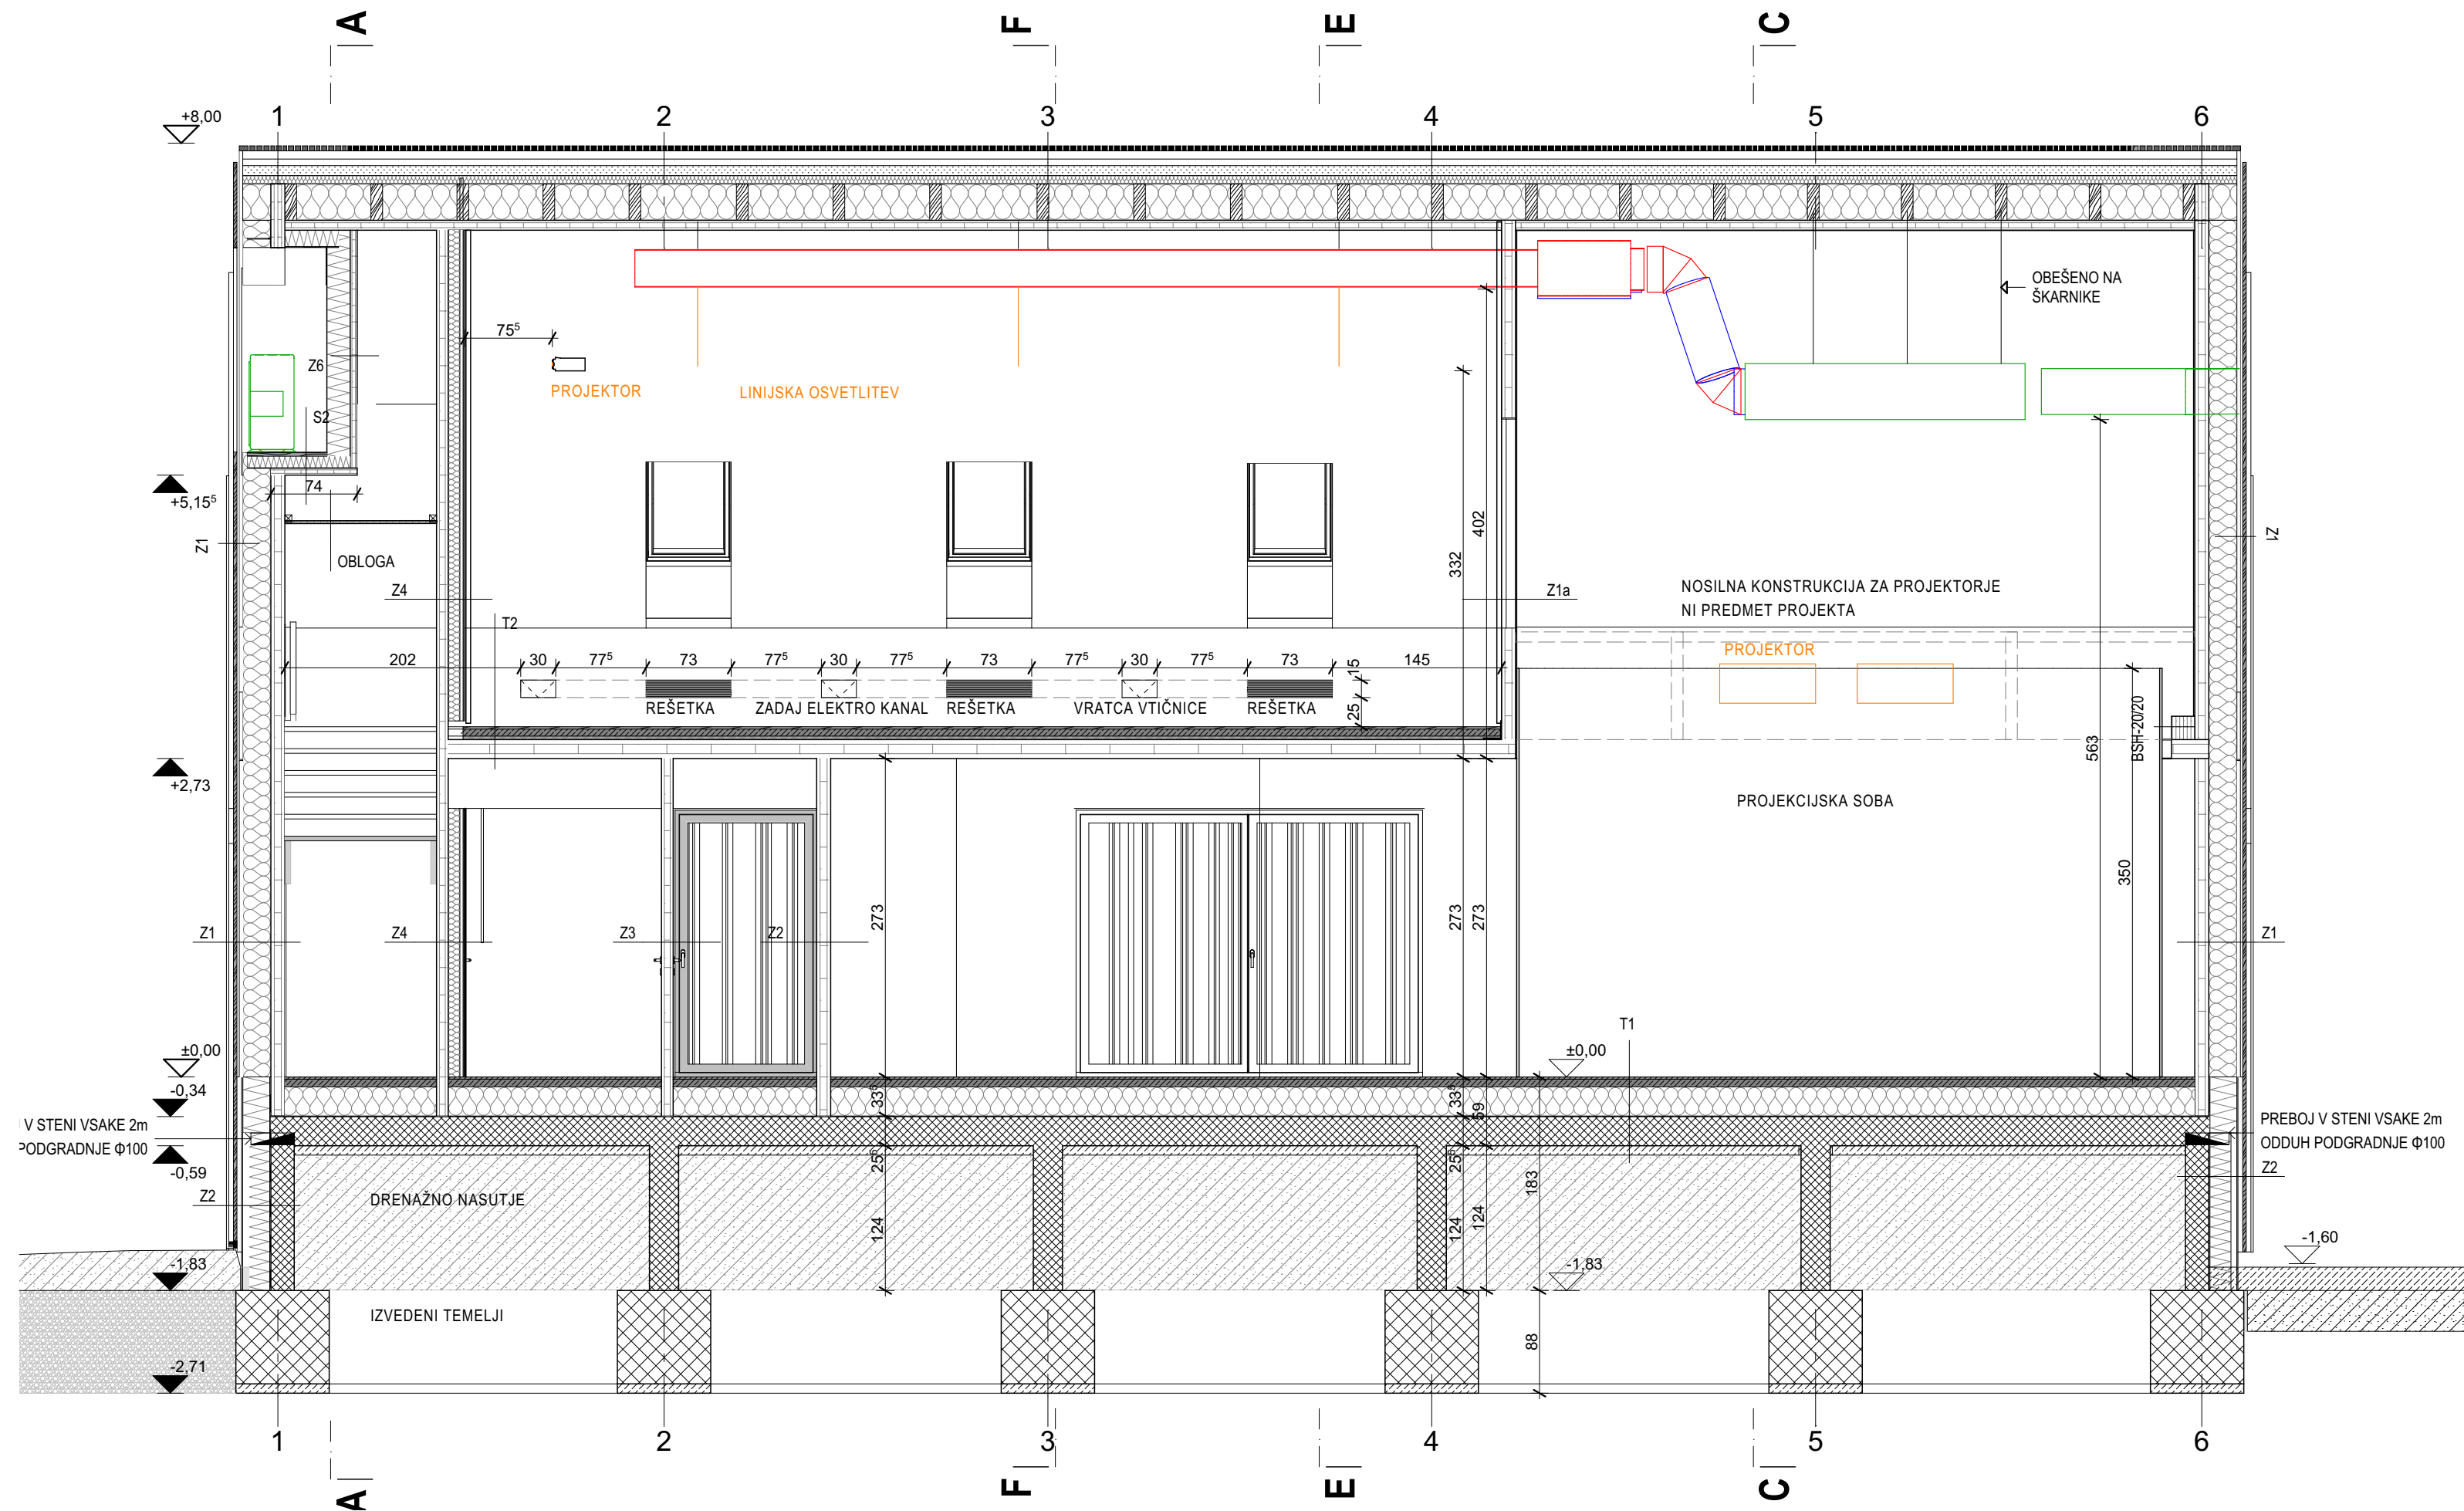 A F E C
1 2 3 4 5 6
+8,00
OBEŠENO NA
ŠKARNIKE
75⁵
Z6
PROJEKTOR
LINIJSKA OSVETLITEV
S2
74
+5,15⁵
402
Z1
Z1
OBLOGA
332
Z4
Z1a
NOSILNA KONSTRUKCIJA ZA PROJEKTORJE
NI PREDMET PROJEKTA
T2
PROJEKTOR
202 30 77⁵ 73 77⁵ 30 77⁵ 73 77⁵ 30 77⁵ 73 145
15
25
REŠETKA
ZADAJ ELEKTRO KANAL
REŠETKA
VRATCA VTIČNICE
REŠETKA
BSH-20/20
563
+2,73
PROJEKCIJSKA SOBA
350
273
273
273
Z1
Z4
Z3
Z2
Z1
T1
±0,00
±0,00
-0,34
33⁵
33⁵
59
V STENI VSAKE 2m
PODGRADNJE Φ100
PREBOJ V STENI VSAKE 2m
ODDUH PODGRADNJE Φ100
-0,59
25⁵
25⁵
Z2
Z2
183
DRENAŽNO NASUTJE
124
124
124
-1,60
-1,83
-1,83
IZVEDENI TEMELJI
88
-2,71
1 2 3 4 5 6
A F E C